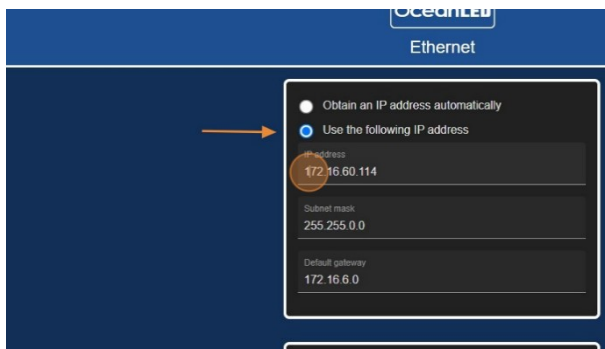 OceanLED
Ethernet
Obtain an IP address automatically
Use the following IP address
IP address
172.16.60.114
Subnet mask
255.255.0.0
Default gateway
172.16.6.0